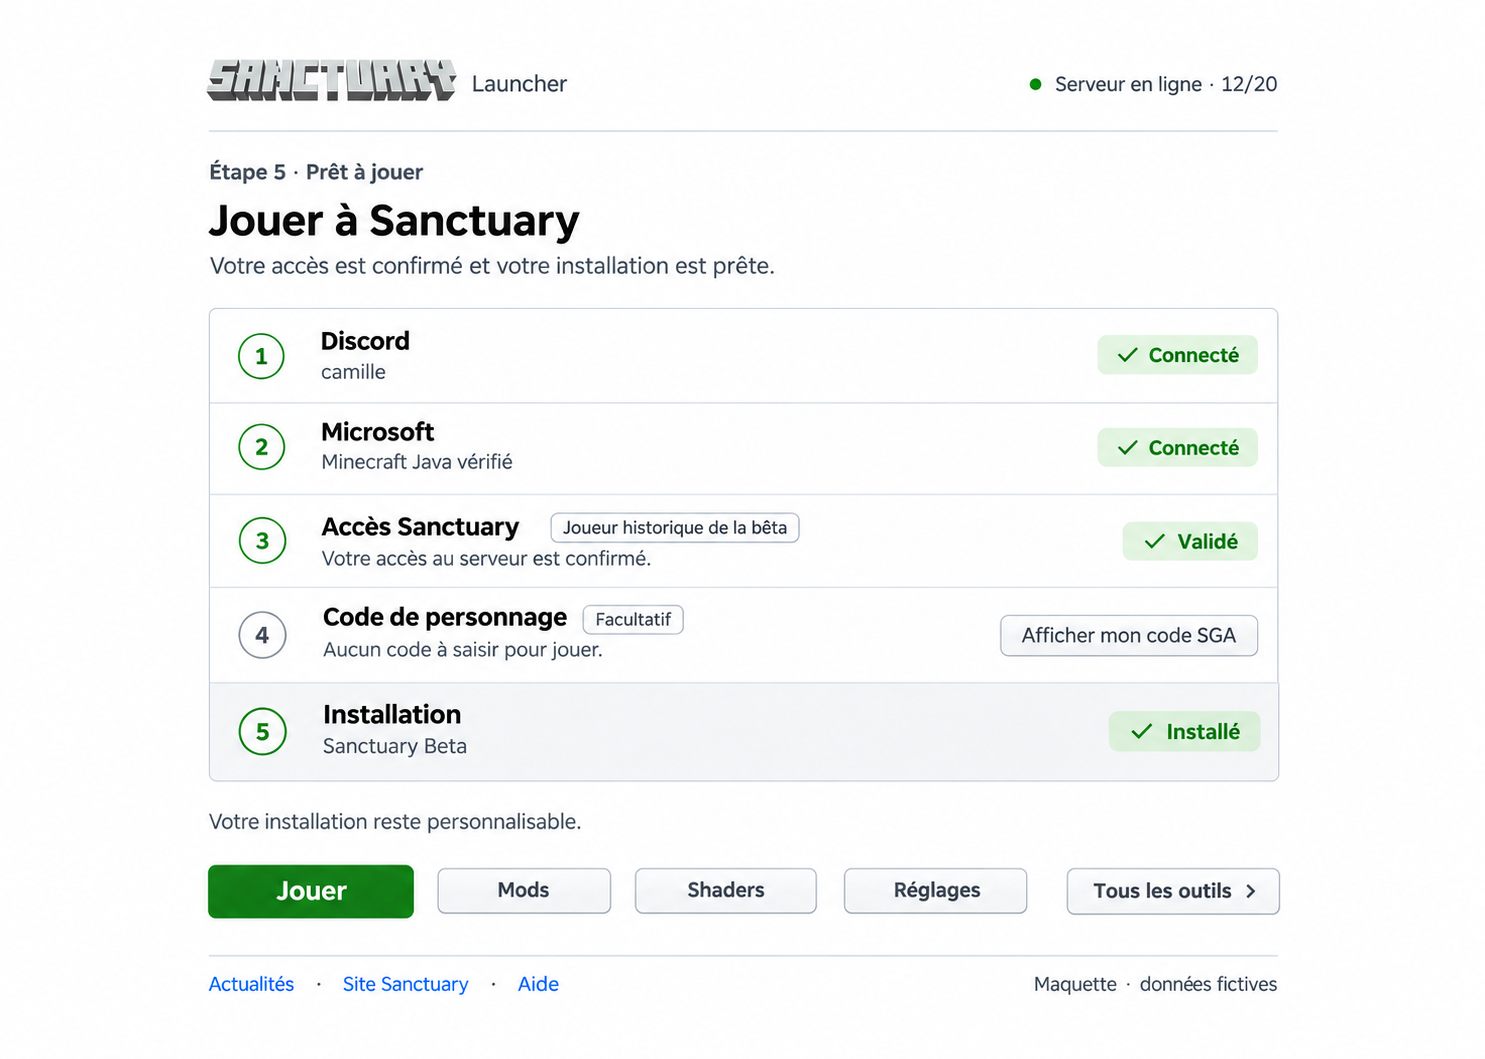 SANCTUARY Launcher
Serveur en ligne · 12/20
Étape 5 · Prêt à jouer
Jouer à Sanctuary
Votre accès est confirmé et votre installation est prête.
1 Discord
camille
✓ Connecté
2 Microsoft
Minecraft Java vérifié
✓ Connecté
3 Accès Sanctuary Joueur historique de la bêta
Votre accès au serveur est confirmé.
✓ Validé
4 Code de personnage Facultatif
Aucun code à saisir pour jouer.
Afficher mon code SGA
5 Installation
Sanctuary Beta
✓ Installé
Votre installation reste personnalisable.
Jouer Mods Shaders Réglages Tous les outils >
Actualités · Site Sanctuary · Aide
Maquette · données fictives